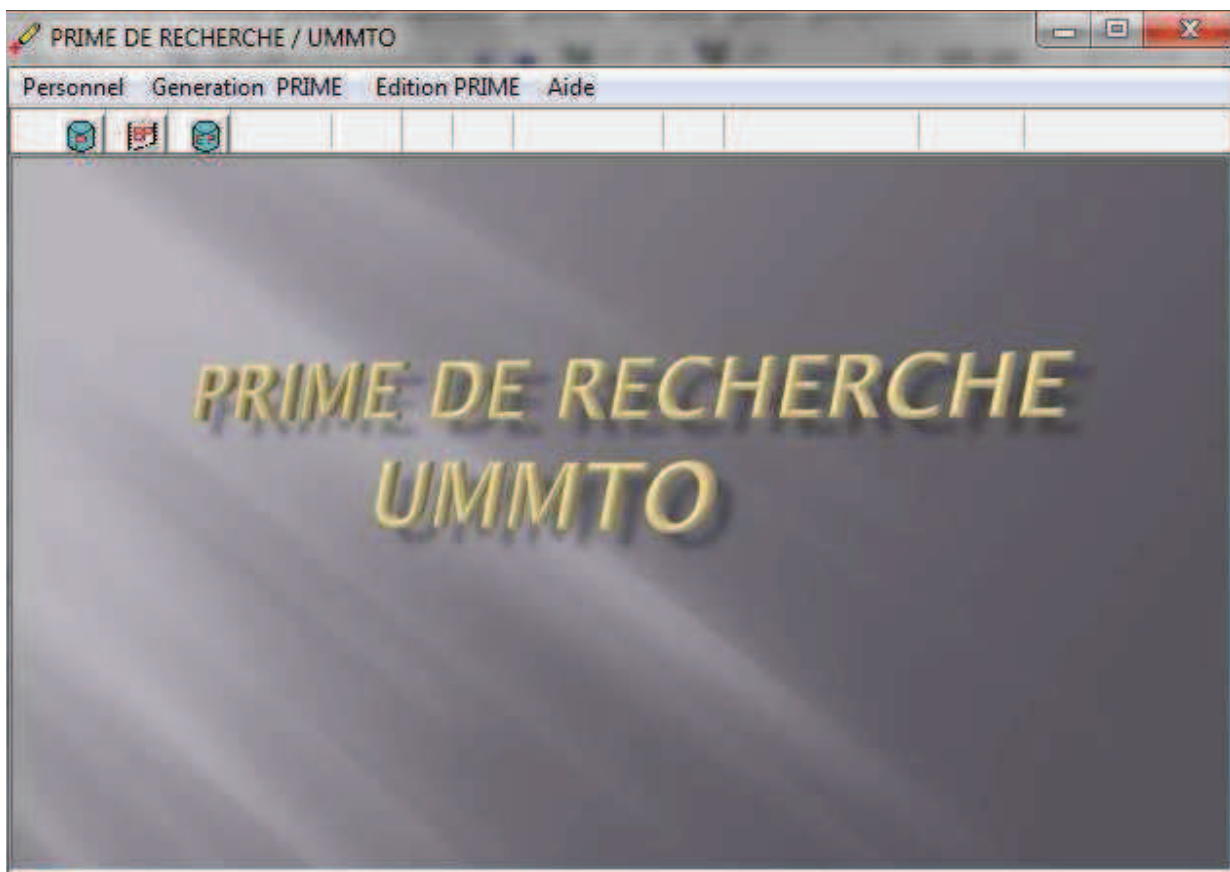 PRIME DE RECHERCHE / UMMTO
Personnel Generation PRIME Edition PRIME Aide
PRIME DE RECHERCHE
UMMTO